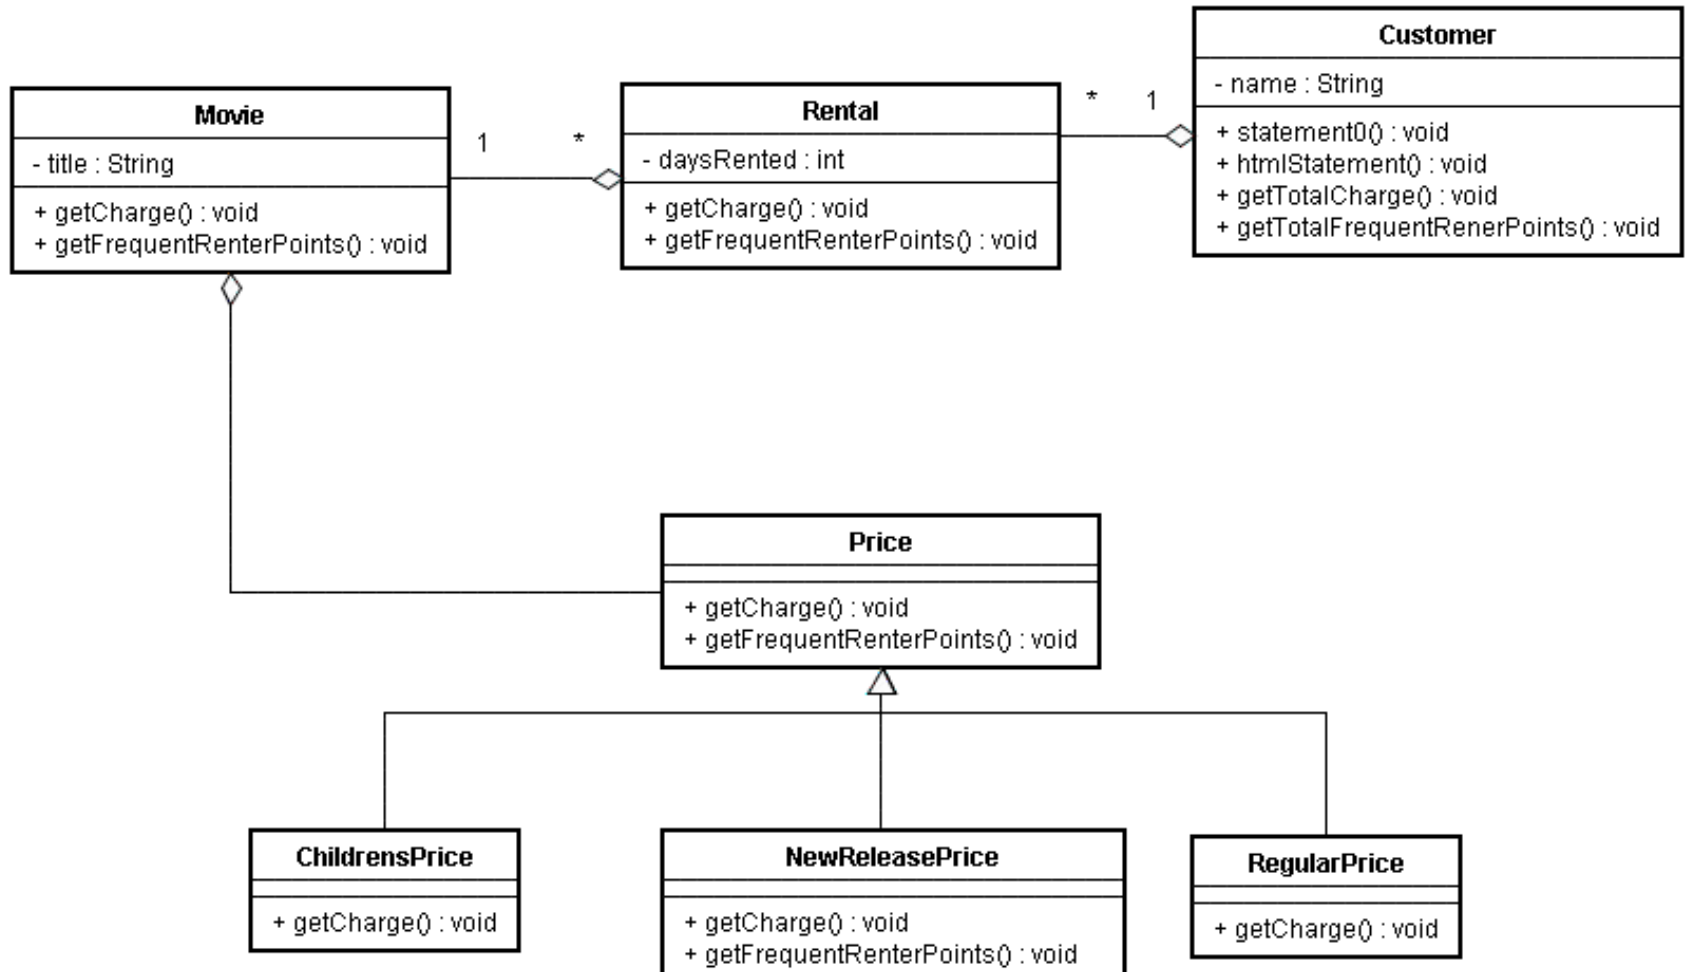 Movie
- title : String
+ getCharge() : void
+ getFrequentRenterPoints() : void
1 *
Rental
- daysRented : int
+ getCharge() : void
+ getFrequentRenterPoints() : void
* 1
Customer
- name : String
+ statement0() : void
+ htmlStatement() : void
+ getTotalCharge() : void
+ getTotalFrequentRenerPoints() : void
Price
+ getCharge() : void
+ getFrequentRenterPoints() : void
ChildrensPrice
+ getCharge() : void
NewReleasePrice
+ getCharge() : void
+ getFrequentRenterPoints() : void
RegularPrice
+ getCharge() : void